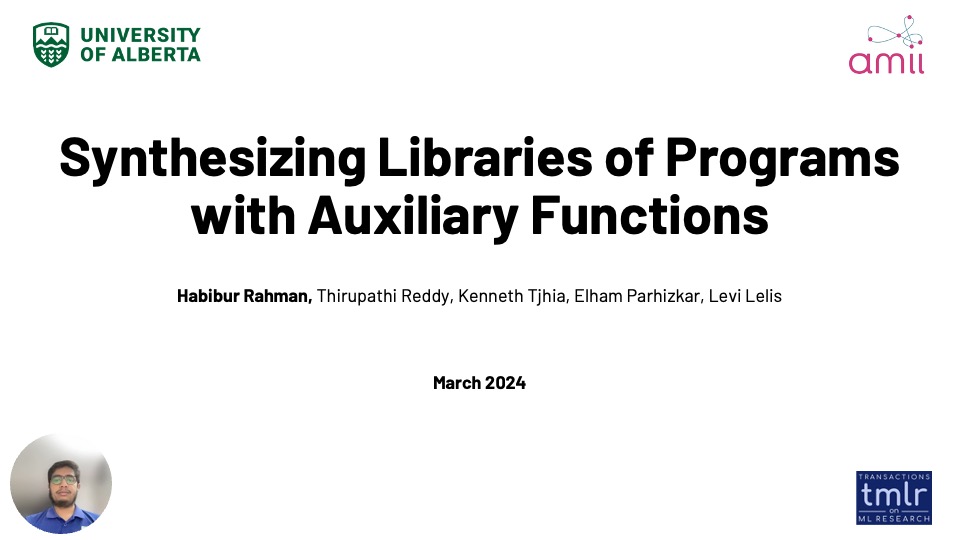 UNIVERSITY
OF ALBERTA
amii
Synthesizing Libraries of Programs
with Auxiliary Functions
Habibur Rahman, Thirupathi Reddy, Kenneth Tjhia, Elham Parhizkar, Levi Lelis
March 2024
TRANSACTIONS
tmlr
on
ML RESEARCH